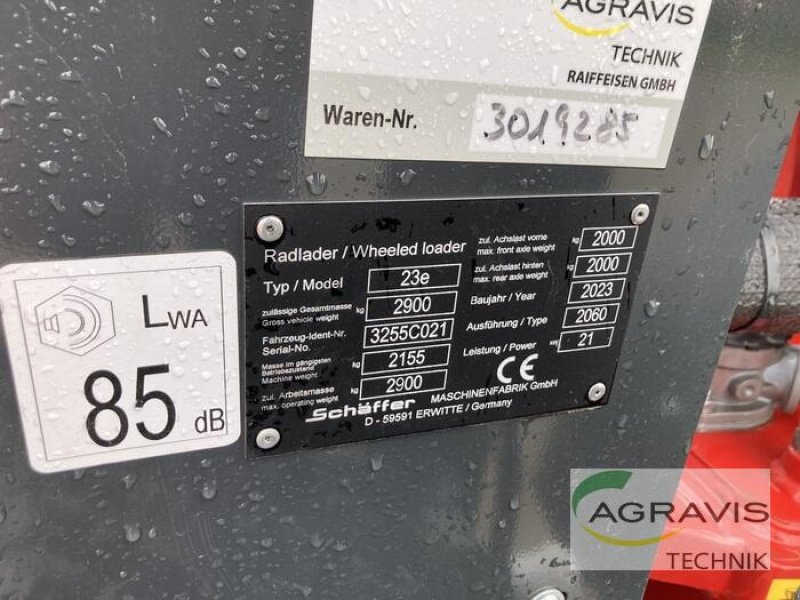 AGRAVIS
TECHNIK
RAIFFEISEN GMBH
Waren-Nr. 3019285
Radlader / Wheeled loader
Typ / Model 23e
zulässige Gesamtmasse
Gross vehicle weight kg 2900
Fahrzeug-Ident-Nr.
Serial-No. 3255C021
Masse im gängigsten
Betriebszustand
Machine weight kg 2155
zul. Arbeitsmasse
max. operating weight kg 2900
zul. Achslast vorne
max. front axle weight kg 2000
zul. Achslast hinten
max. rear axle weight kg 2000
Baujahr / Year 2023
Ausführung / Type 2060
Leistung / Power kW 21
CE
Schäffer MASCHINENFABRIK GmbH
D - 59591 ERWITTE / Germany
LWA
85 dB
AGRAVIS
TECHNIK